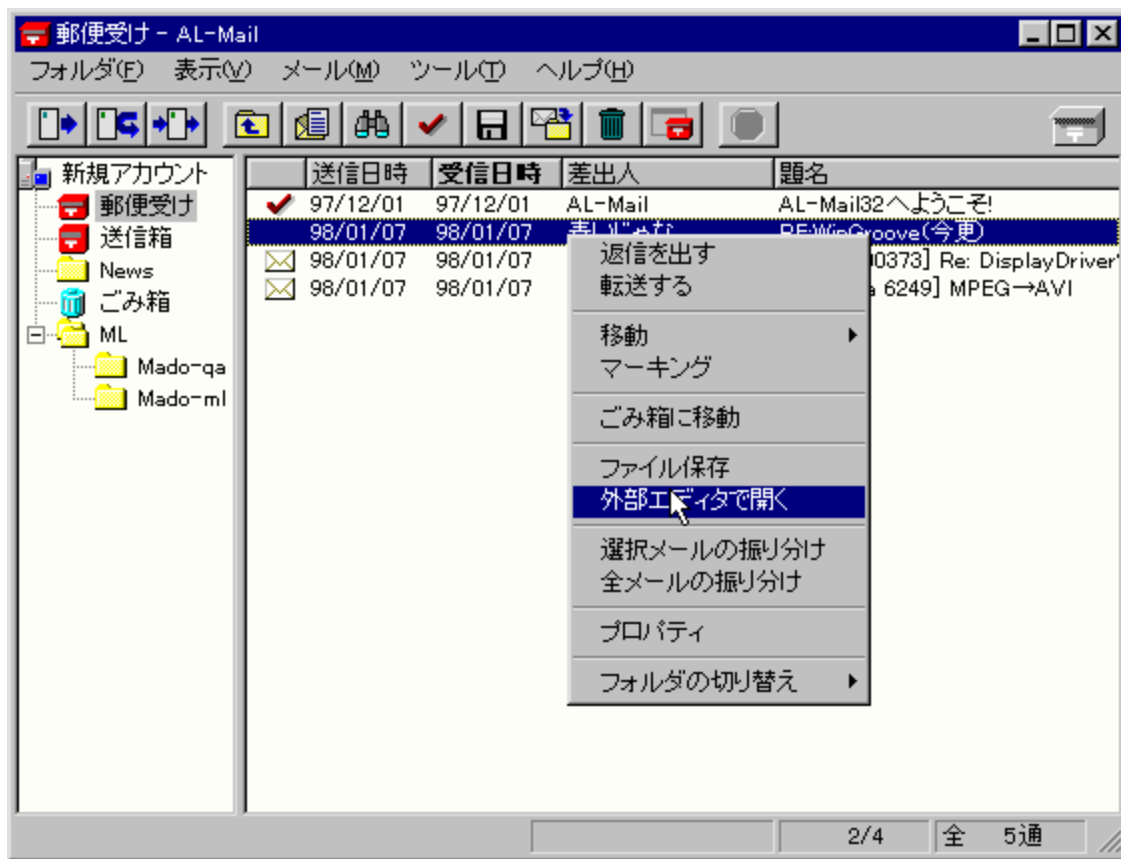 郵便受け - AL-Mail
フォルダ(F) 表示(V) メール(M) ツール(T) ヘルプ(H)
新規アカウント
郵便受け
送信箱
News
ごみ箱
ML
Mado-qa
Mado-ml
送信日時 受信日時 差出人 題名
97/12/01 97/12/01 AL-Mail AL-Mail32へようこそ!
98/01/07 98/01/07 RE:WinGroove(今更)
98/01/07 98/01/07 00373] Re: DisplayDriver
98/01/07 98/01/07 6249] MPEG→AVI
返信を出す
転送する
移動
マーキング
ごみ箱に移動
ファイル保存
外部エディタで開く
選択メールの振り分け
全メールの振り分け
プロパティ
フォルダの切り替え
2/4 全 5通